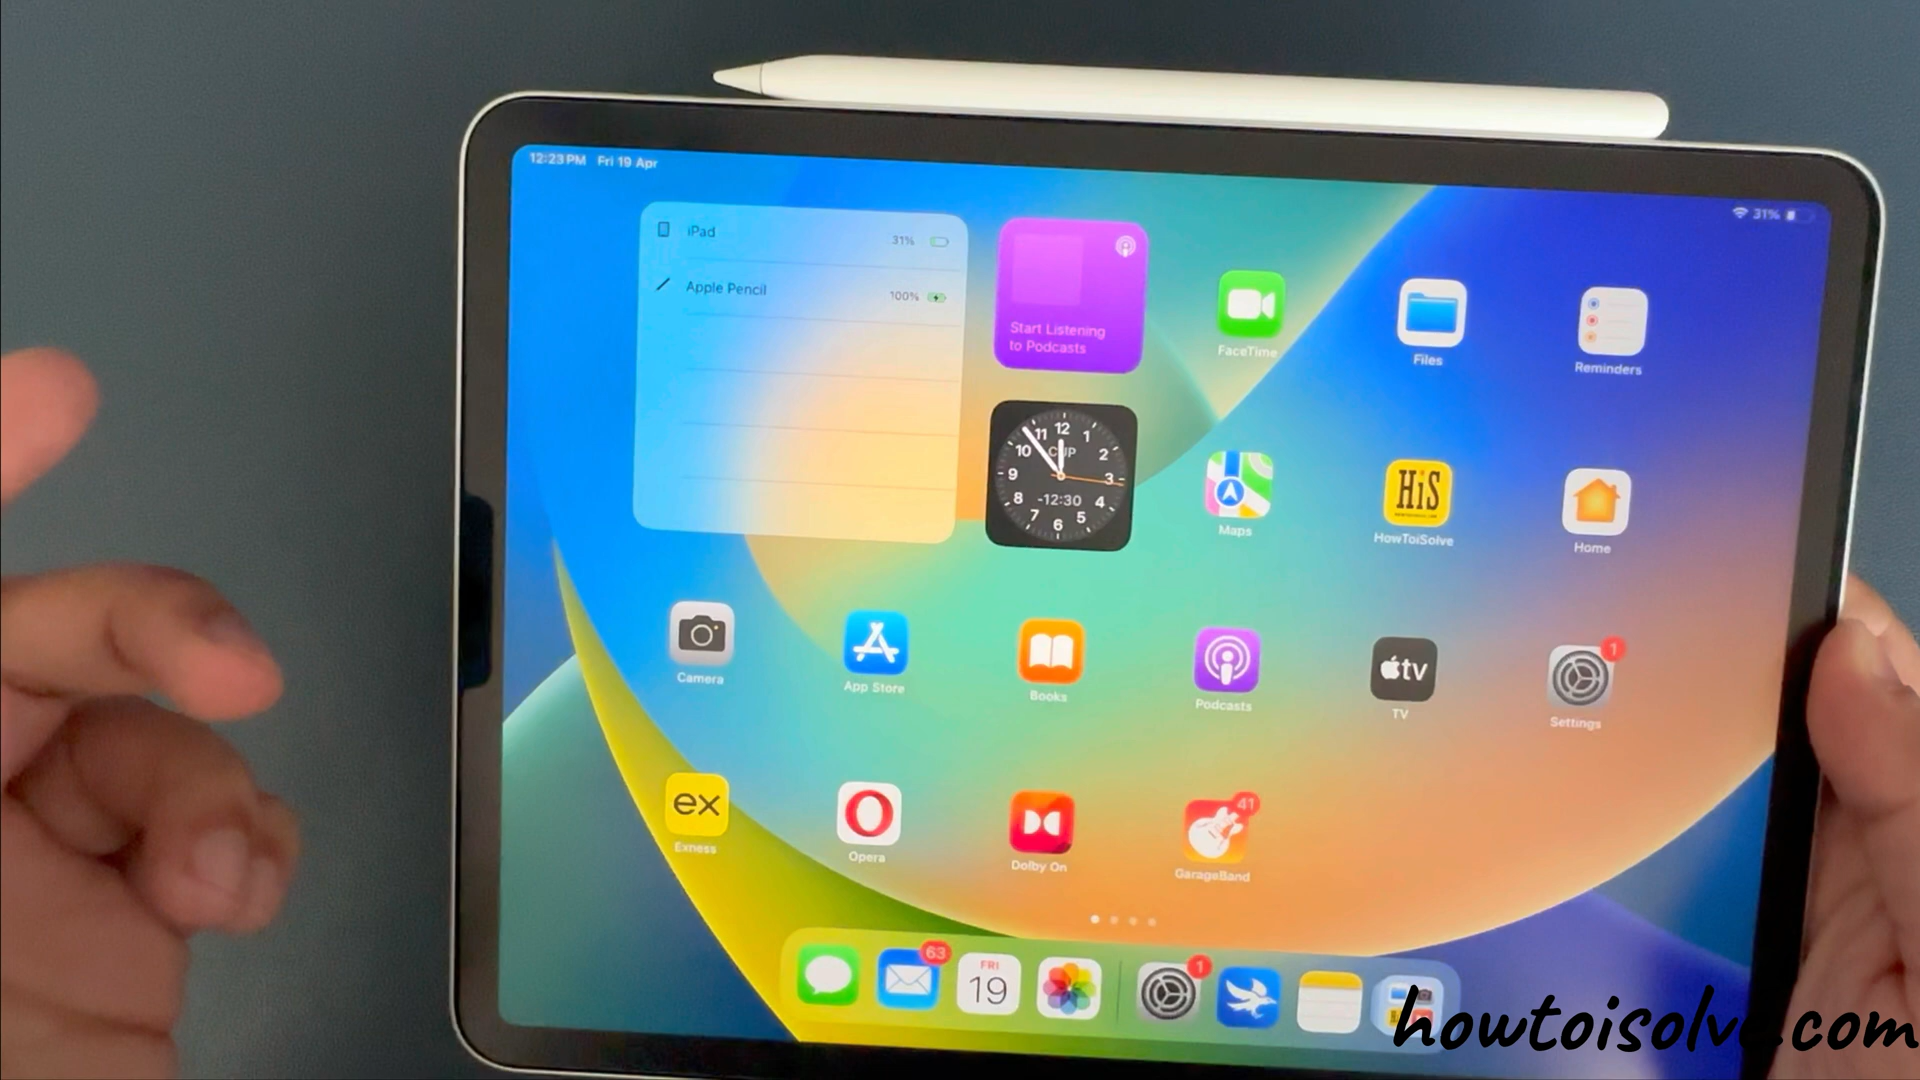 12:23 PM Fri 19 Apr
31%
iPad 31%
Apple Pencil 100%
Start Listening
to Podcasts
FaceTime
Files
Reminders
12
11 1
10 CUP 2
9 3
8 -12:30 4
7 5
6
Maps
HiS
HowToiSolve
Home
Camera
App Store
Books
Podcasts
tv
TV
1
Settings
ex
Exness
Opera
Dolby On
41
GarageBand
63
FRI
19
1
howtoisolve.com